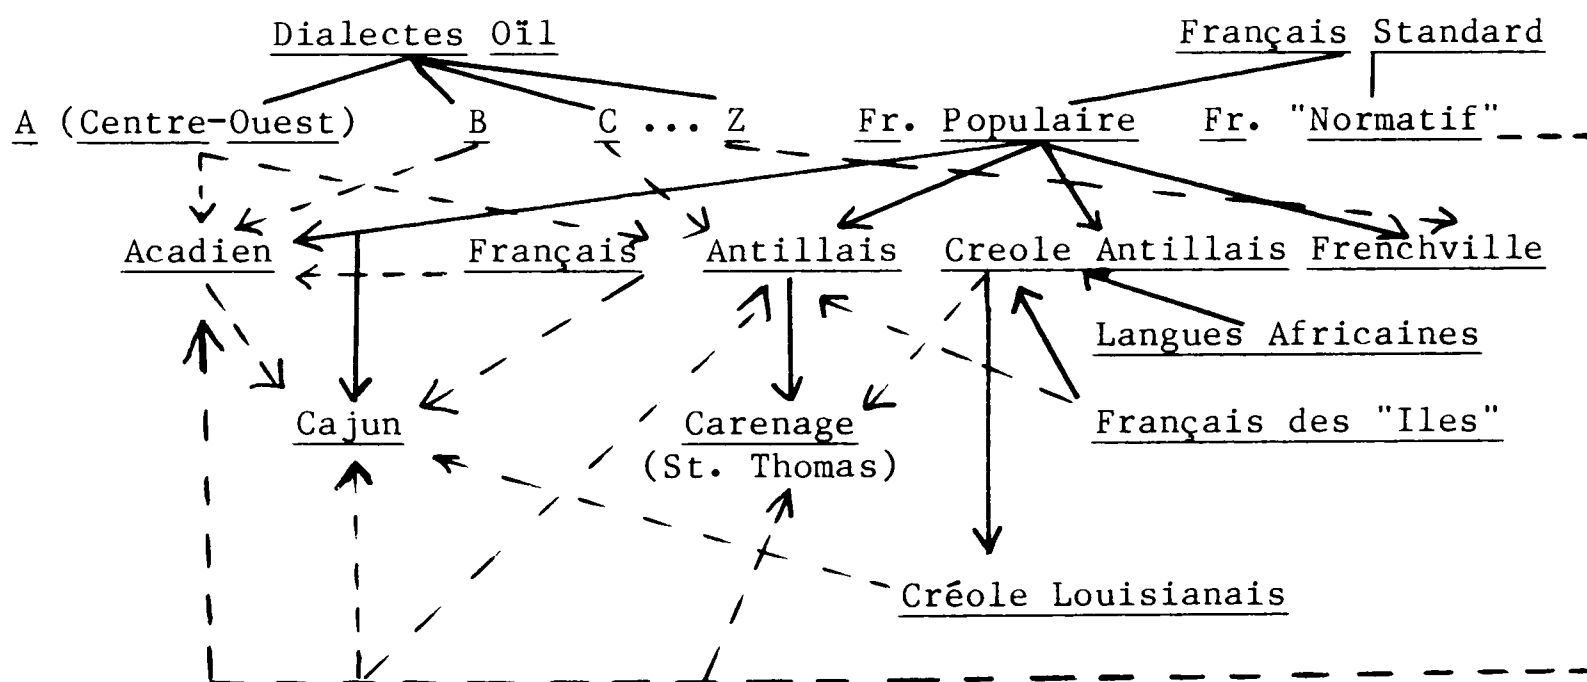 Dialectes Oïl Français Standard
A (Centre-Ouest) B C ... Z Fr. Populaire Fr. "Normatif"
Acadien Français Antillais Creole Antillais Frenchville
Langues Africaines
Cajun Carenage Français des "Iles"
(St. Thomas)
Créole Louisianais